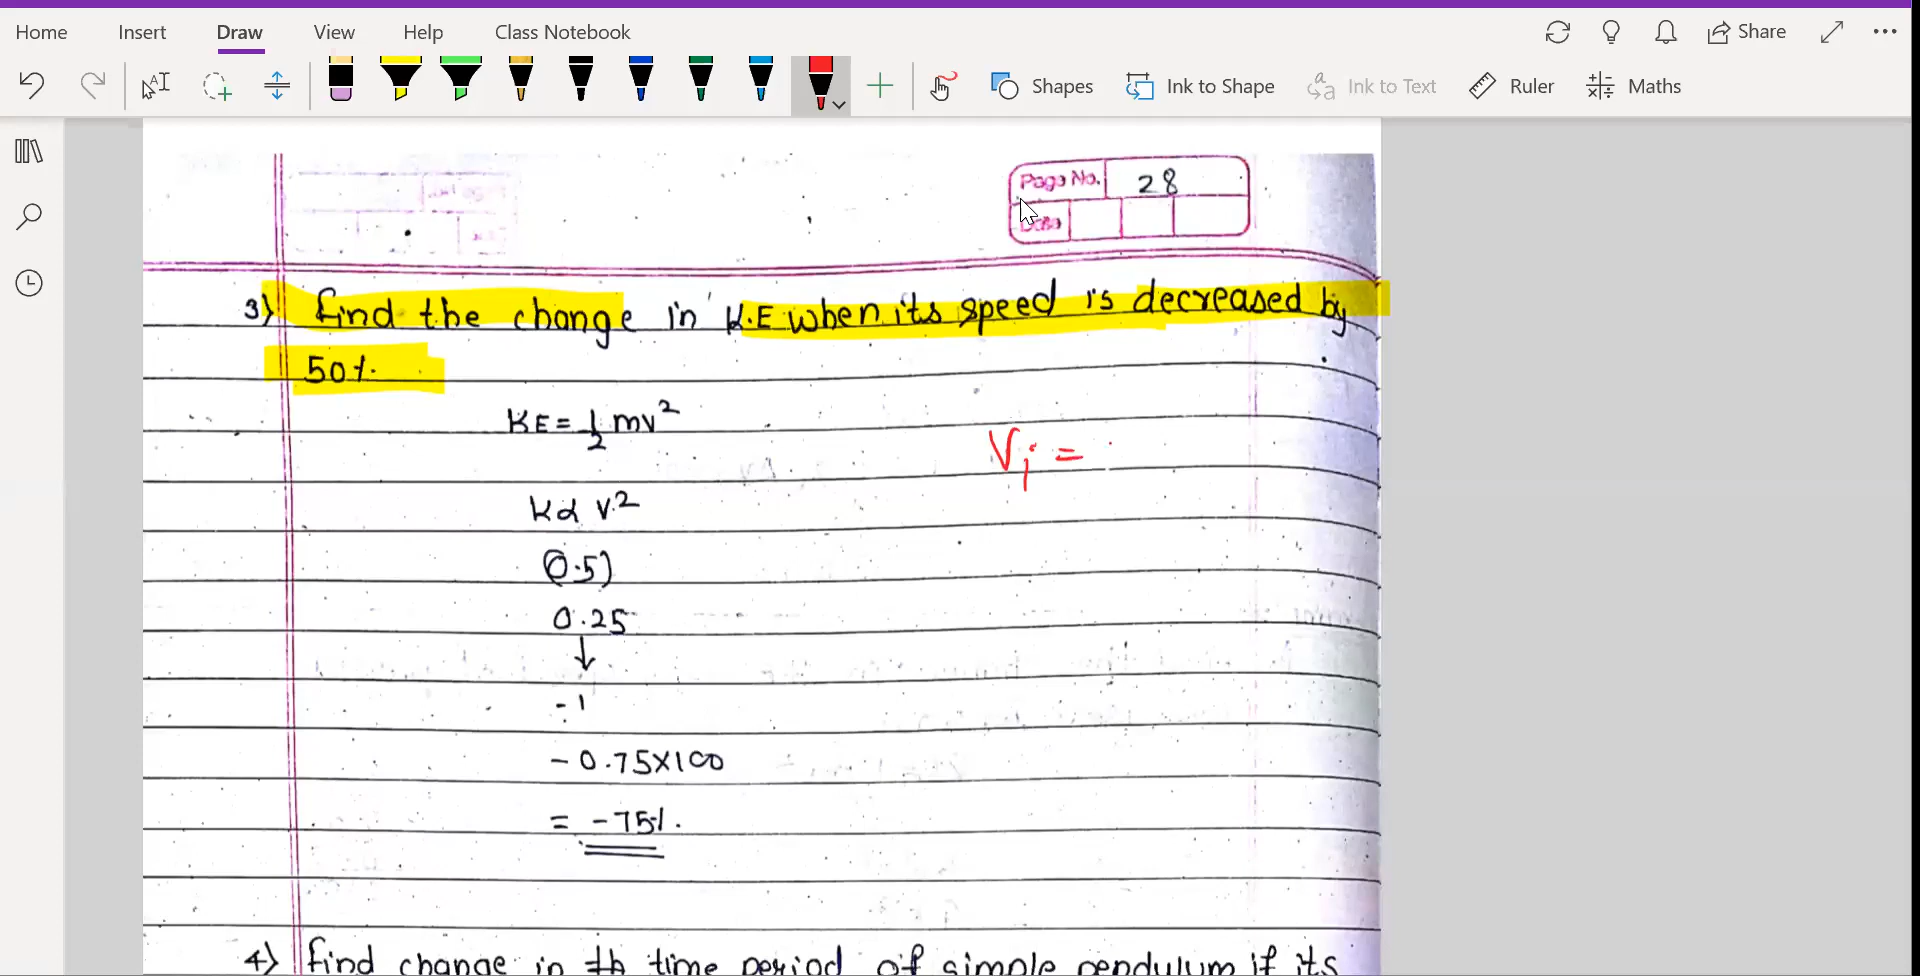 Home Insert Draw View Help Class Notebook Share
Shapes Ink to Shape Ink to Text Ruler Maths
Page No. 28
Date
3) find the change in K.E when its speed is decreased by
50%.
KE = 1/2 mv²
V₁ =
K α v²
(0.5)
0.25
↓
- 1
- 0.75 × 100
= - 75%.
4) find change in th time period of simple pendulum if its